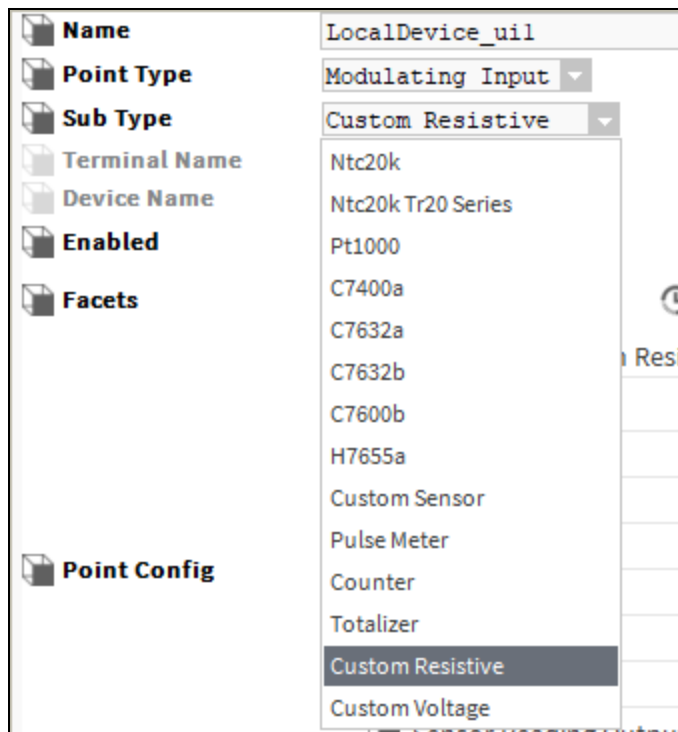 Name LocalDevice_uil
Point Type Modulating Input
Sub Type Custom Resistive
Terminal Name
Device Name
Enabled
Facets
Point Config
Ntc20k
Ntc20k Tr20 Series
Pt1000
C7400a
C7632a
C7632b
C7600b
H7655a
Custom Sensor
Pulse Meter
Counter
Totalizer
Custom Resistive
Custom Voltage